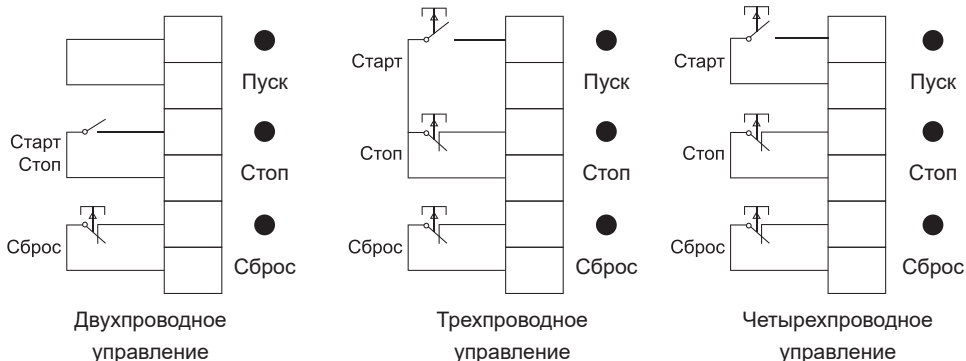 Пуск
Старт
Стоп
Стоп
Сброс
Сброс
Двухпроводное
управление
Старт
Пуск
Стоп
Стоп
Сброс
Сброс
Трехпроводное
управление
Старт
Пуск
Стоп
Стоп
Сброс
Сброс
Четырехпроводное
управление